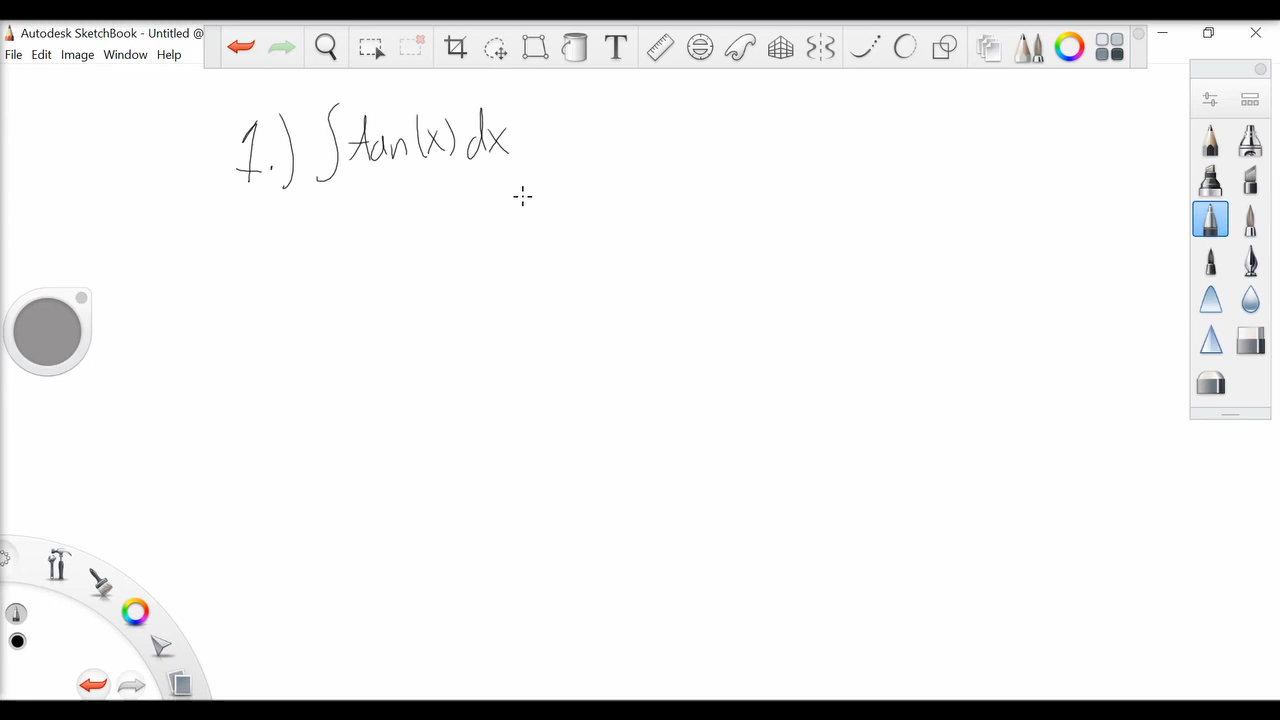 Autodesk SketchBook - Untitled @
File Edit Image Window Help
T
1.) ∫tan(x) dx